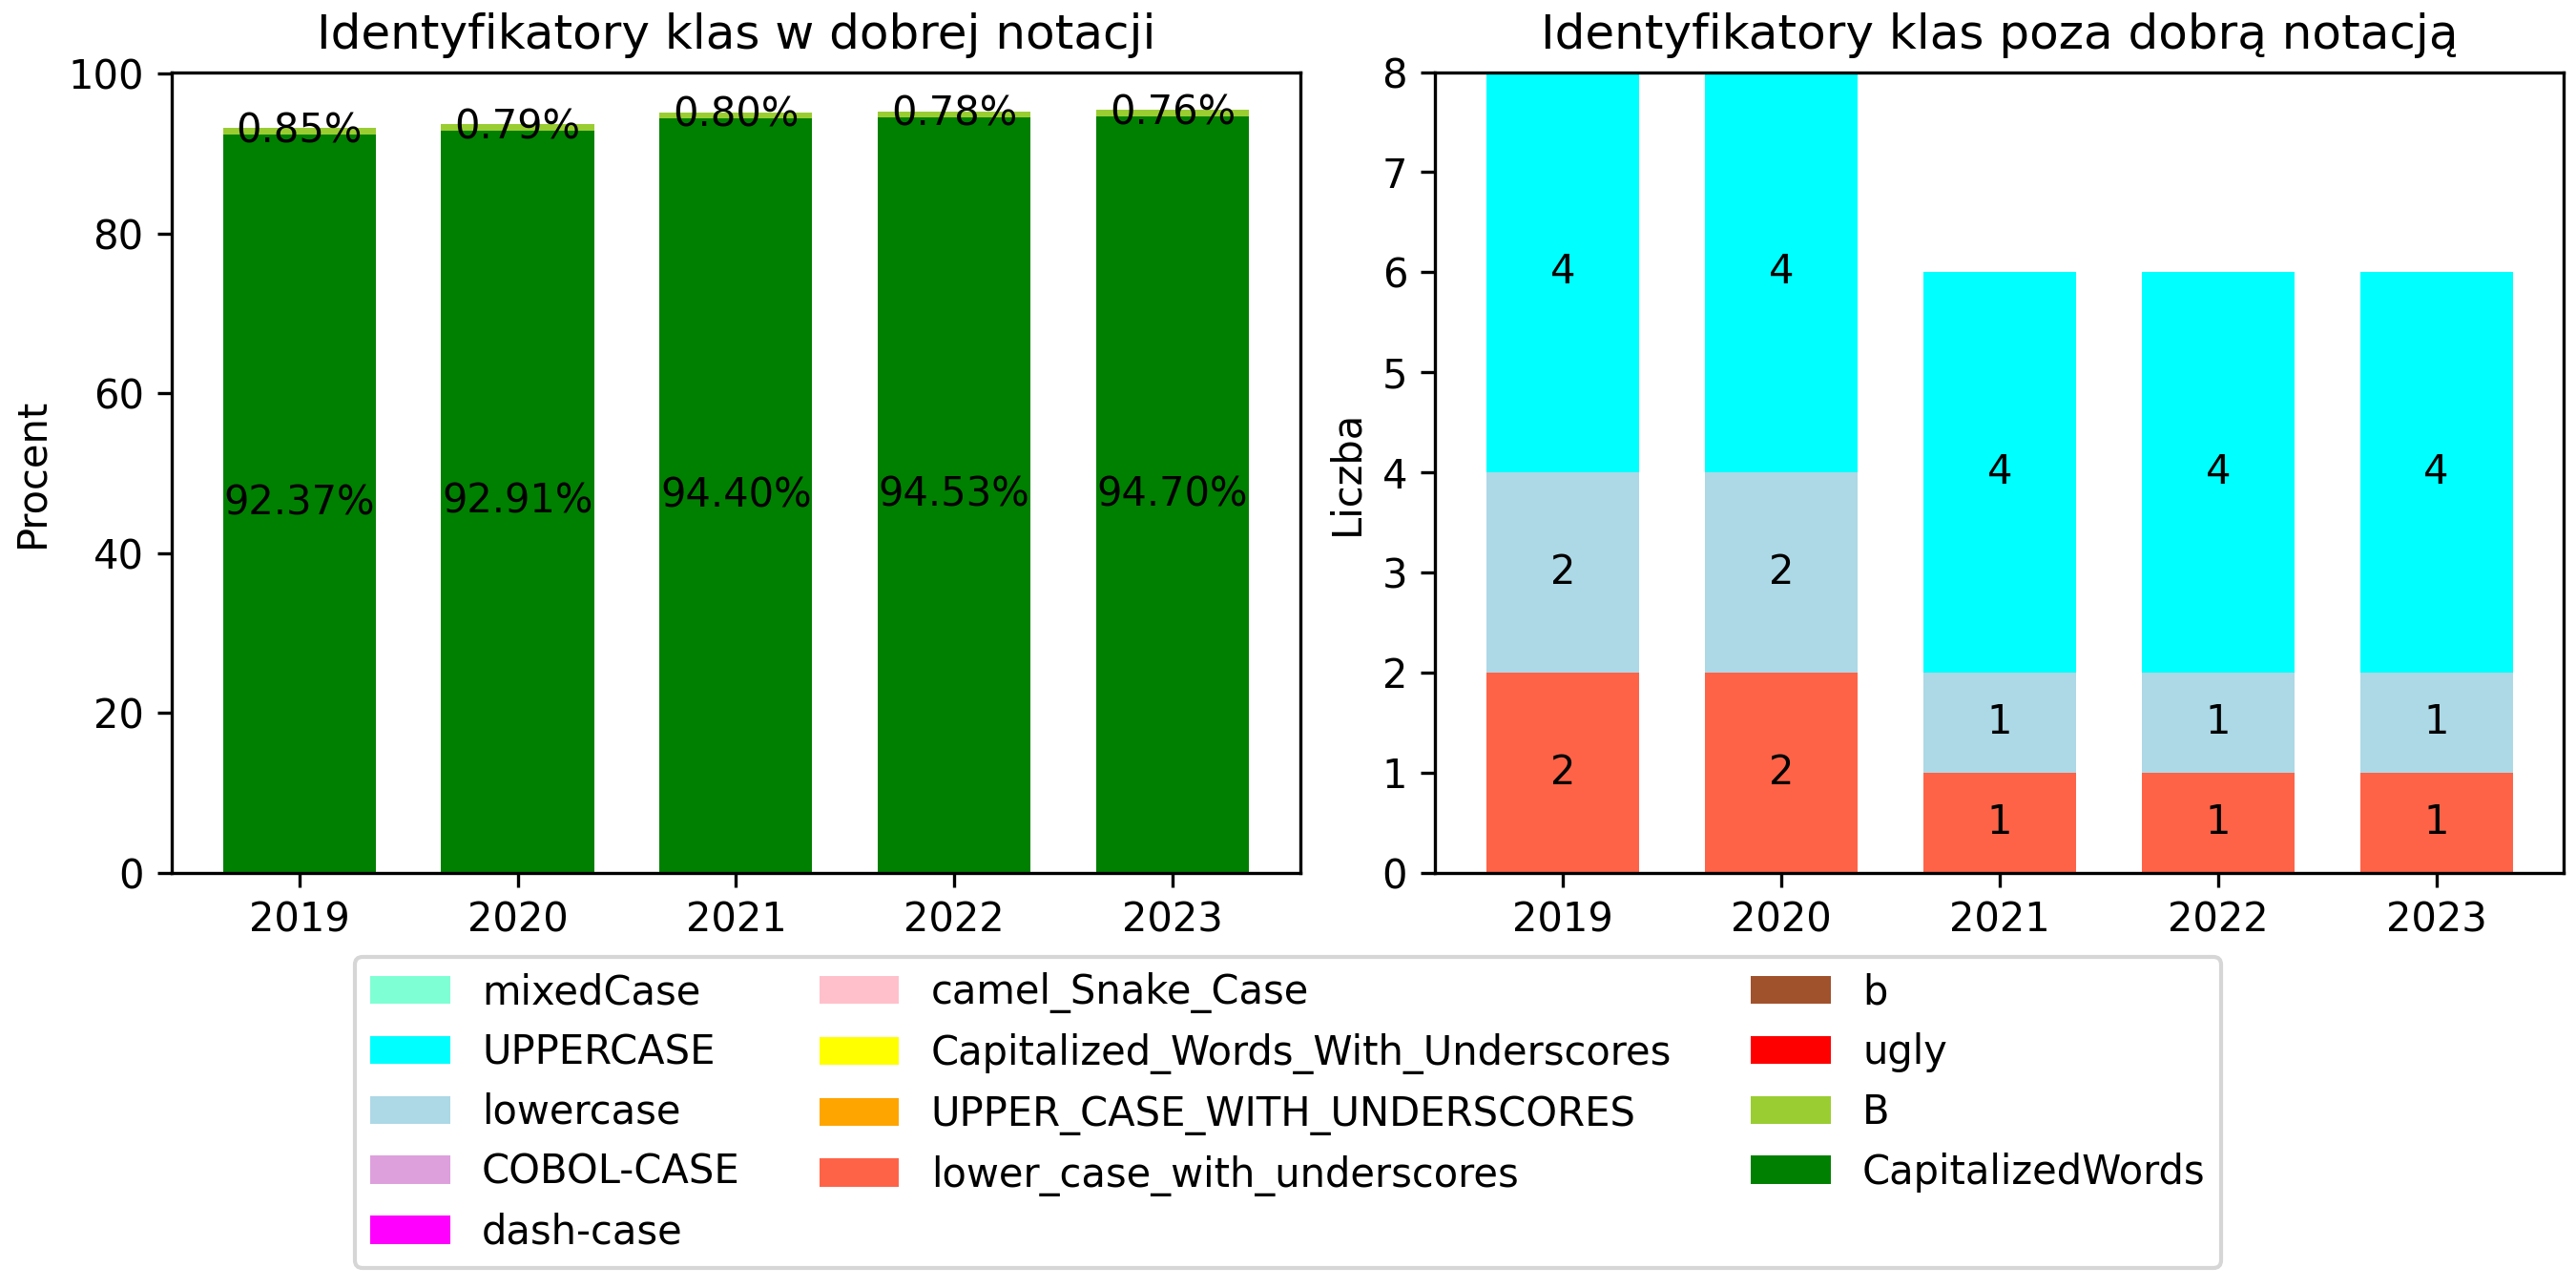 Identyfikatory klas w dobrej notacji
100
80
60
40
20
0
Procent
0.85%
0.79%
0.80%
0.78%
0.76%
92.37%
92.91%
94.40%
94.53%
94.70%
2019
2020
2021
2022
2023
Identyfikatory klas poza dobrą notacją
8
7
6
5
4
3
2
1
0
Liczba
4
4
4
4
4
2
2
1
1
1
2
2
1
1
1
2019
2020
2021
2022
2023
mixedCase
UPPERCASE
lowercase
COBOL-CASE
dash-case
camel_Snake_Case
Capitalized_Words_With_Underscores
UPPER_CASE_WITH_UNDERSCORES
lower_case_with_underscores
b
ugly
B
CapitalizedWords